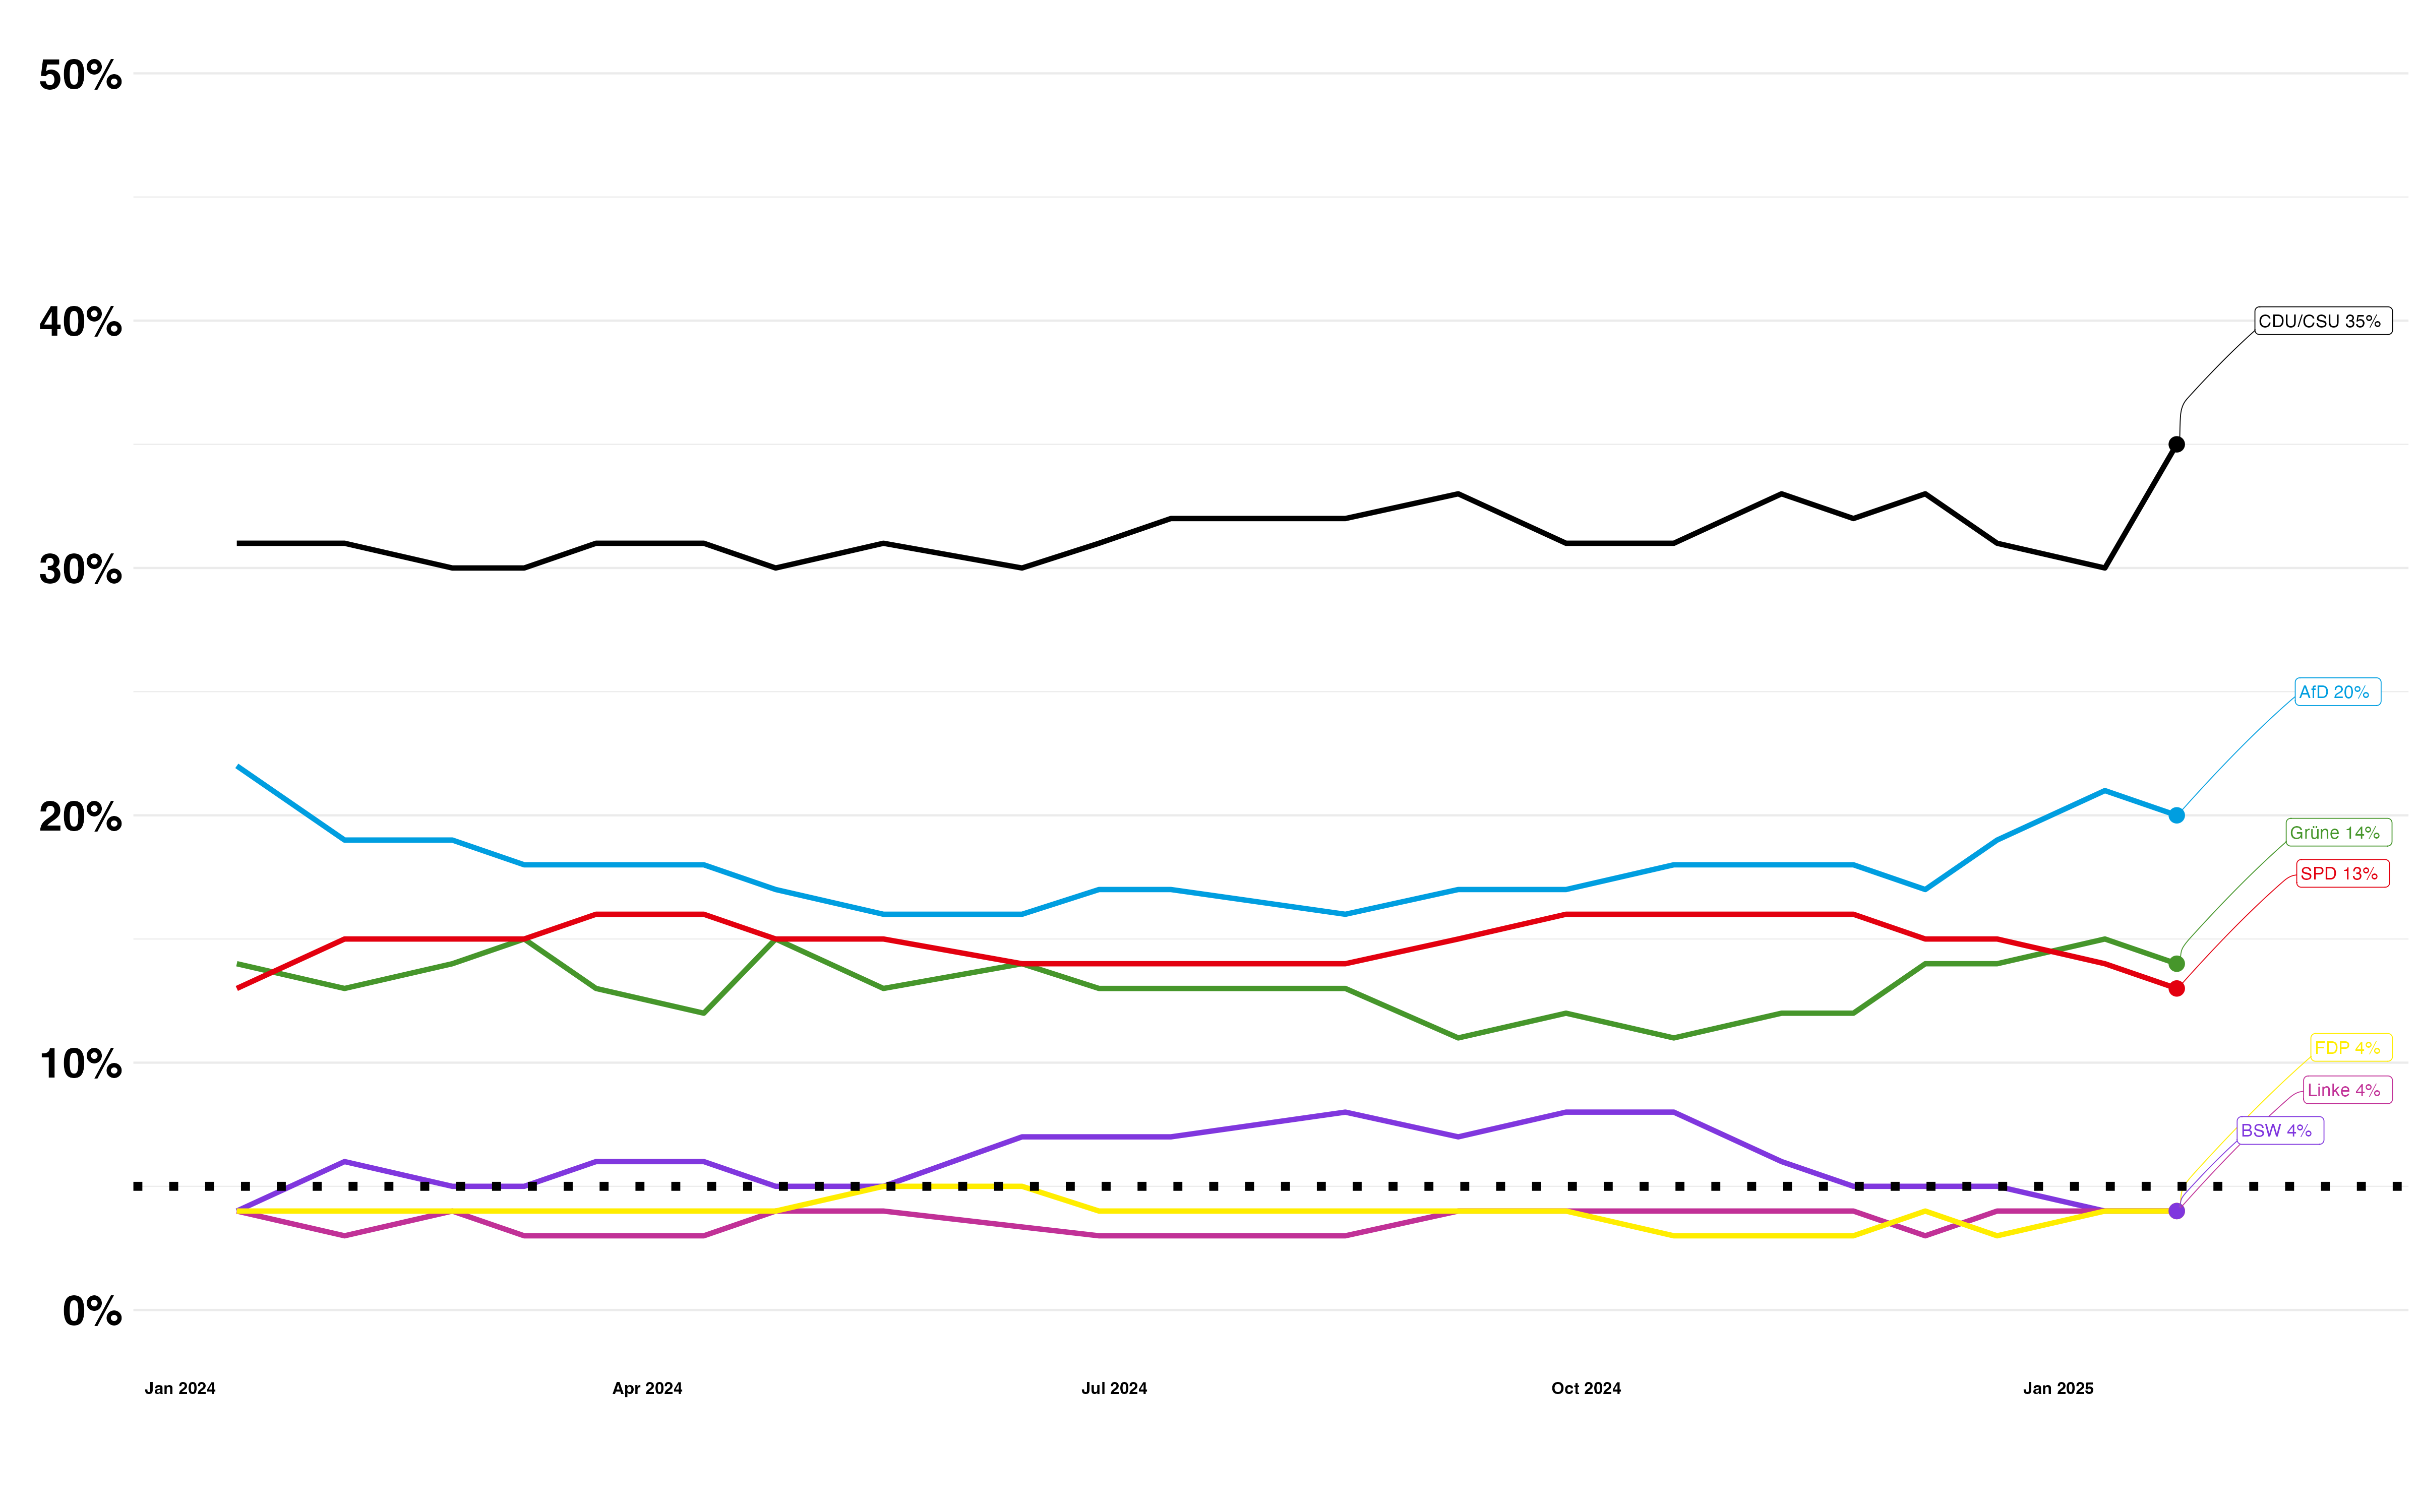 50%
40%
CDU/CSU 35%
30%
AfD 20%
20%
Grüne 14%
SPD 13%
10%
FDP 4%
Linke 4%
BSW 4%
0%
Jan 2024 Apr 2024 Jul 2024 Oct 2024 Jan 2025